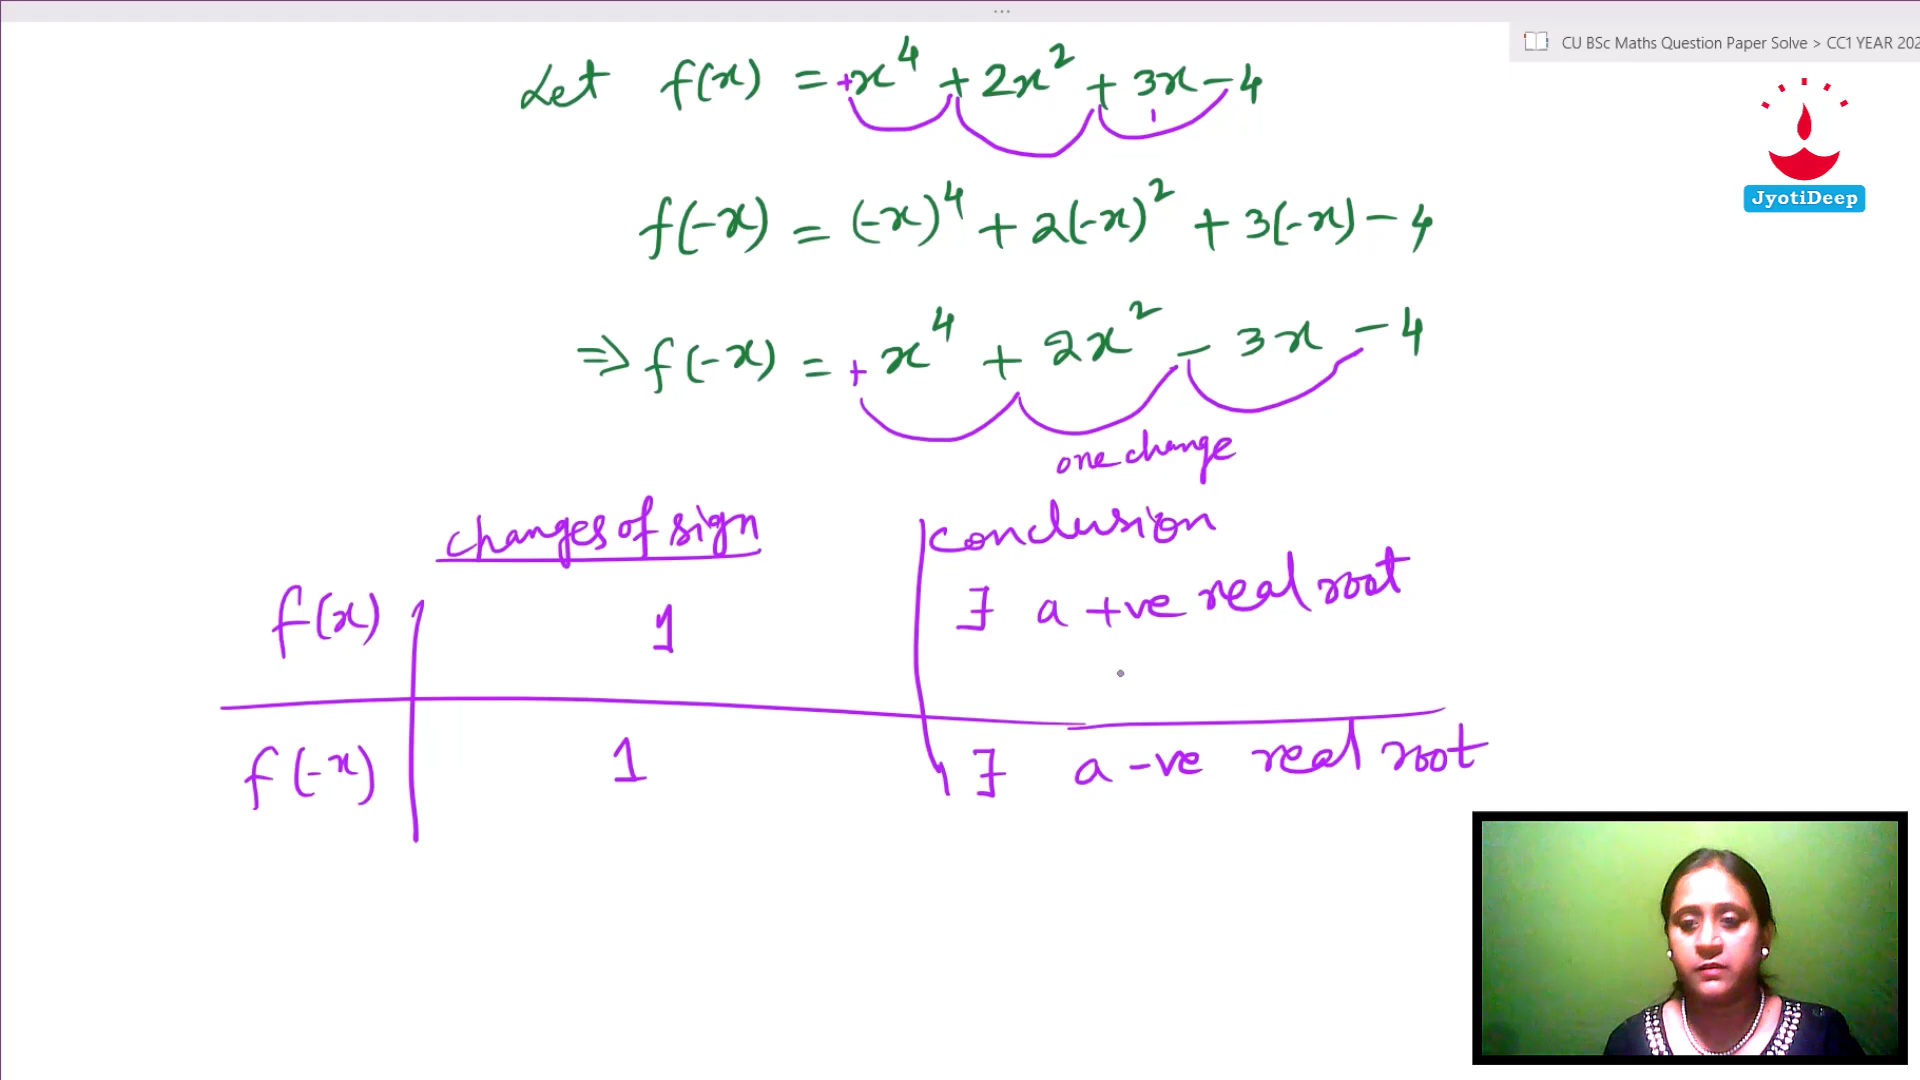 ...
CU BSc Maths Question Paper Solve > CC1 YEAR 202
Let f(x) = +x⁴ + 2x² + 3x - 4
1
JyotiDeep
f(-x) = (-x)⁴ + 2(-x)² + 3(-x) - 4
⇒ f(-x) = + x⁴ + 2x² - 3x - 4
one change
changes of sign conclusion
f(x) 1 ∃ a +ve real root
f(-x) 1 ∃ a -ve real root